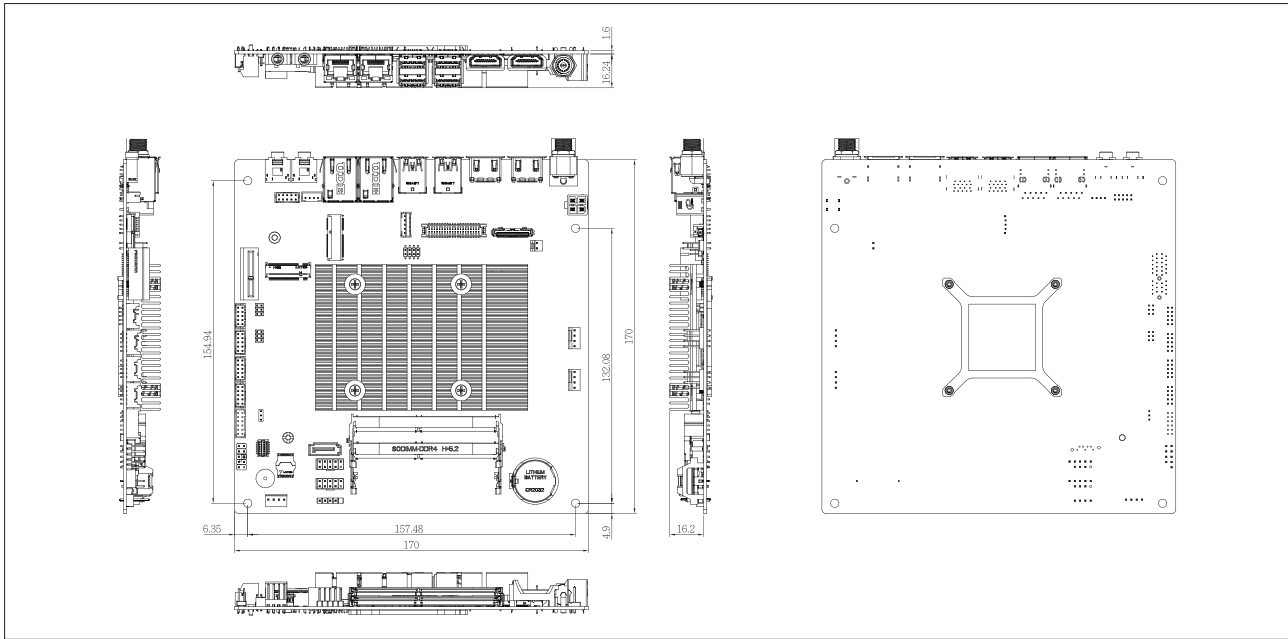 1.6
16.24
154.94
132.08
170
SODIMM-DDR4 H=5.2
LITHIUM
BATTERY
CR2032
6.35
157.48
4.9
170
16.2